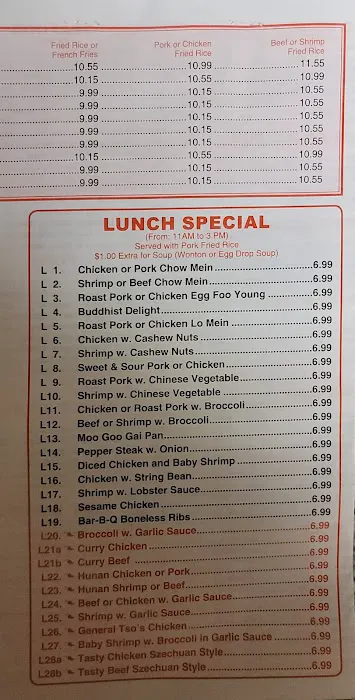 Fried Rice or Pork or Chicken Beef or Shrimp
French Fries Fried Rice Fried Rice
10.55 10.99 11.55
10.15 10.55 10.99
9.99 10.15 10.55
9.99 10.15 10.55
9.99 10.15 10.55
9.99 10.15 10.55
9.99 10.15 10.55
10.15 10.55 10.99
9.99 10.15 10.55
9.99 10.15 10.55
LUNCH SPECIAL
(From: 11AM to 3 PM)
Served with Pork Fried Rice
$1.00 Extra for Soup (Wonton or Egg Drop Soup)
L 1. Chicken or Pork Chow Mein 6.99
L 2. Shrimp or Beef Chow Mein 6.99
L 3. Roast Pork or Chicken Egg Foo Young 6.99
L 4. Buddhist Delight 6.99
L 5. Roast Pork or Chicken Lo Mein 6.99
L 6. Chicken w. Cashew Nuts 6.99
L 7. Shrimp w. Cashew Nuts 6.99
L 8. Sweet & Sour Pork or Chicken 6.99
L 9. Roast Pork w. Chinese Vegetable 6.99
L10. Shrimp w. Chinese Vegetable 6.99
L11. Chicken or Roast Pork w. Broccoli 6.99
L12. Beef or Shrimp w. Broccoli 6.99
L13. Moo Goo Gai Pan 6.99
L14. Pepper Steak w. Onion 6.99
L15. Diced Chicken and Baby Shrimp 6.99
L16. Chicken w. String Bean 6.99
L17. Shrimp w. Lobster Sauce 6.99
L18. Sesame Chicken 6.99
L19. Bar-B-Q Boneless Ribs 6.99
L20. Broccoli w. Garlic Sauce 6.99
L21a Curry Chicken 6.99
L21b Curry Beef 6.99
L22. Hunan Chicken or Pork 6.99
L23. Hunan Shrimp or Beef 6.99
L24. Beef or Chicken w. Garlic Sauce 6.99
L25. Shrimp w. Garlic Sauce 6.99
L26. General Tso's Chicken 6.99
L27. Baby Shrimp w. Broccoli in Garlic Sauce 6.99
L28a Tasty Chicken Szechuan Style 6.99
L28b Tasty Beef Szechuan Style 6.99